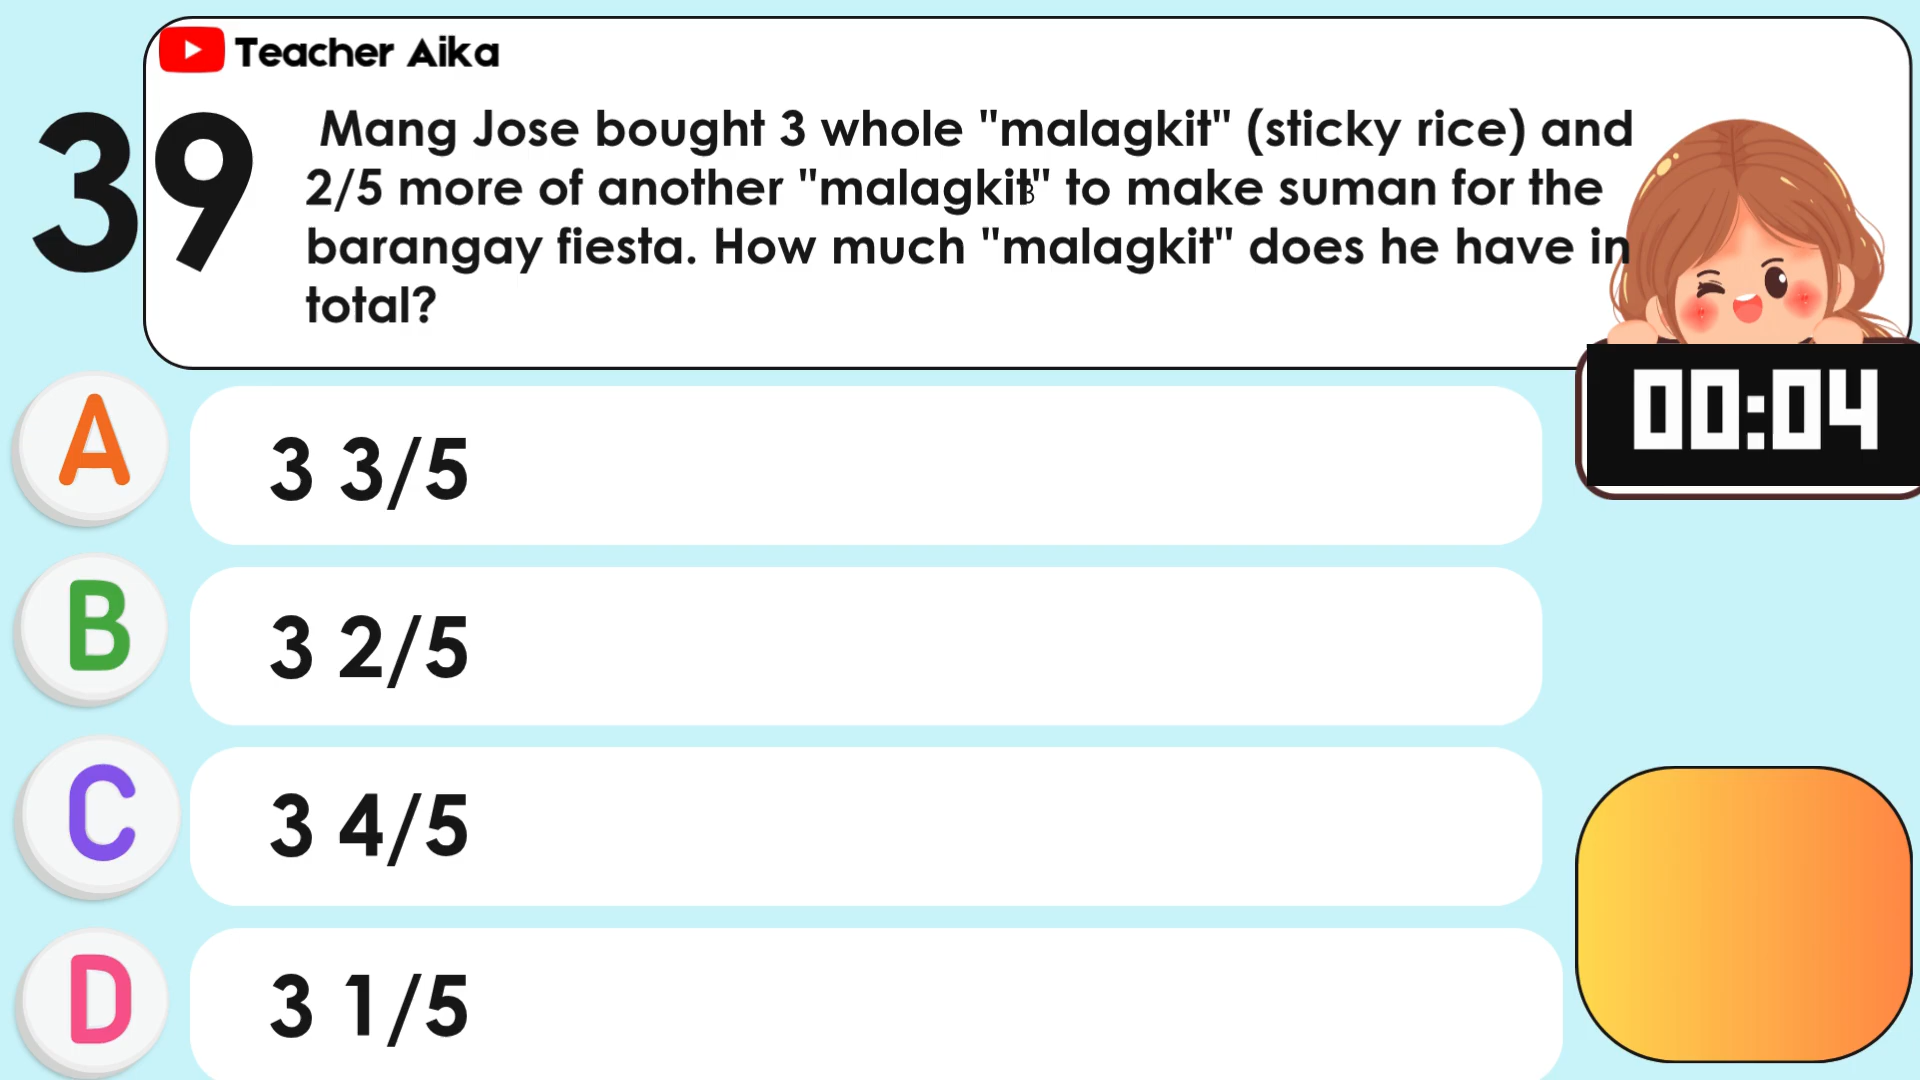 Teacher Aika
39
Mang Jose bought 3 whole "malagkit" (sticky rice) and
2/5 more of another "malagkit" to make suman for the
barangay fiesta. How much "malagkit" does he have in
total?
00:04
A
3 3/5
B
3 2/5
C
3 4/5
D
3 1/5